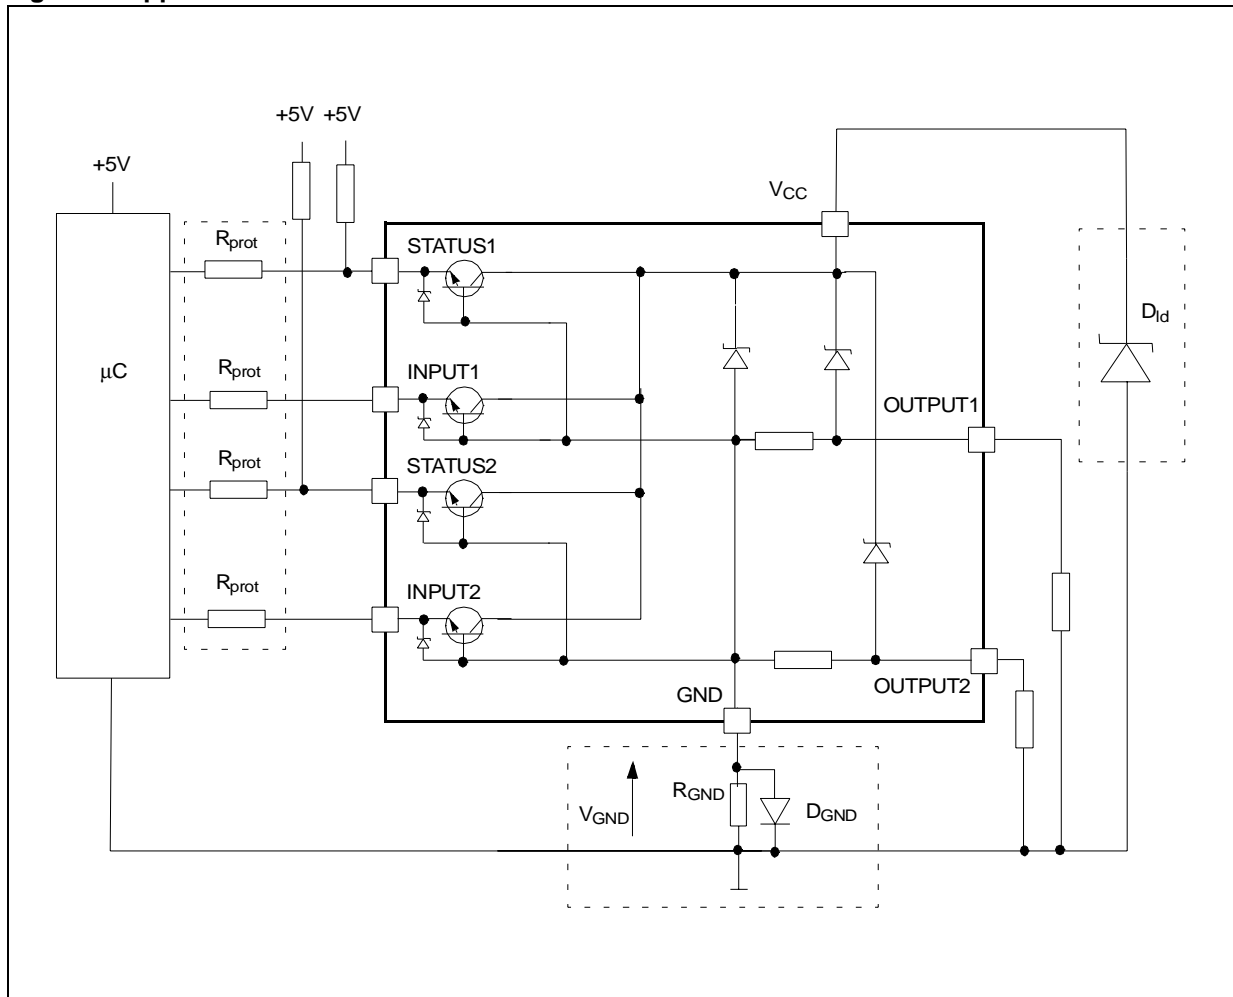 +5V +5V
+5V
VCC
Rprot
STATUS1
Dld
Rprot
μC
INPUT1
OUTPUT1
Rprot
STATUS2
Rprot
INPUT2
OUTPUT2
GND
RGND
VGND
DGND